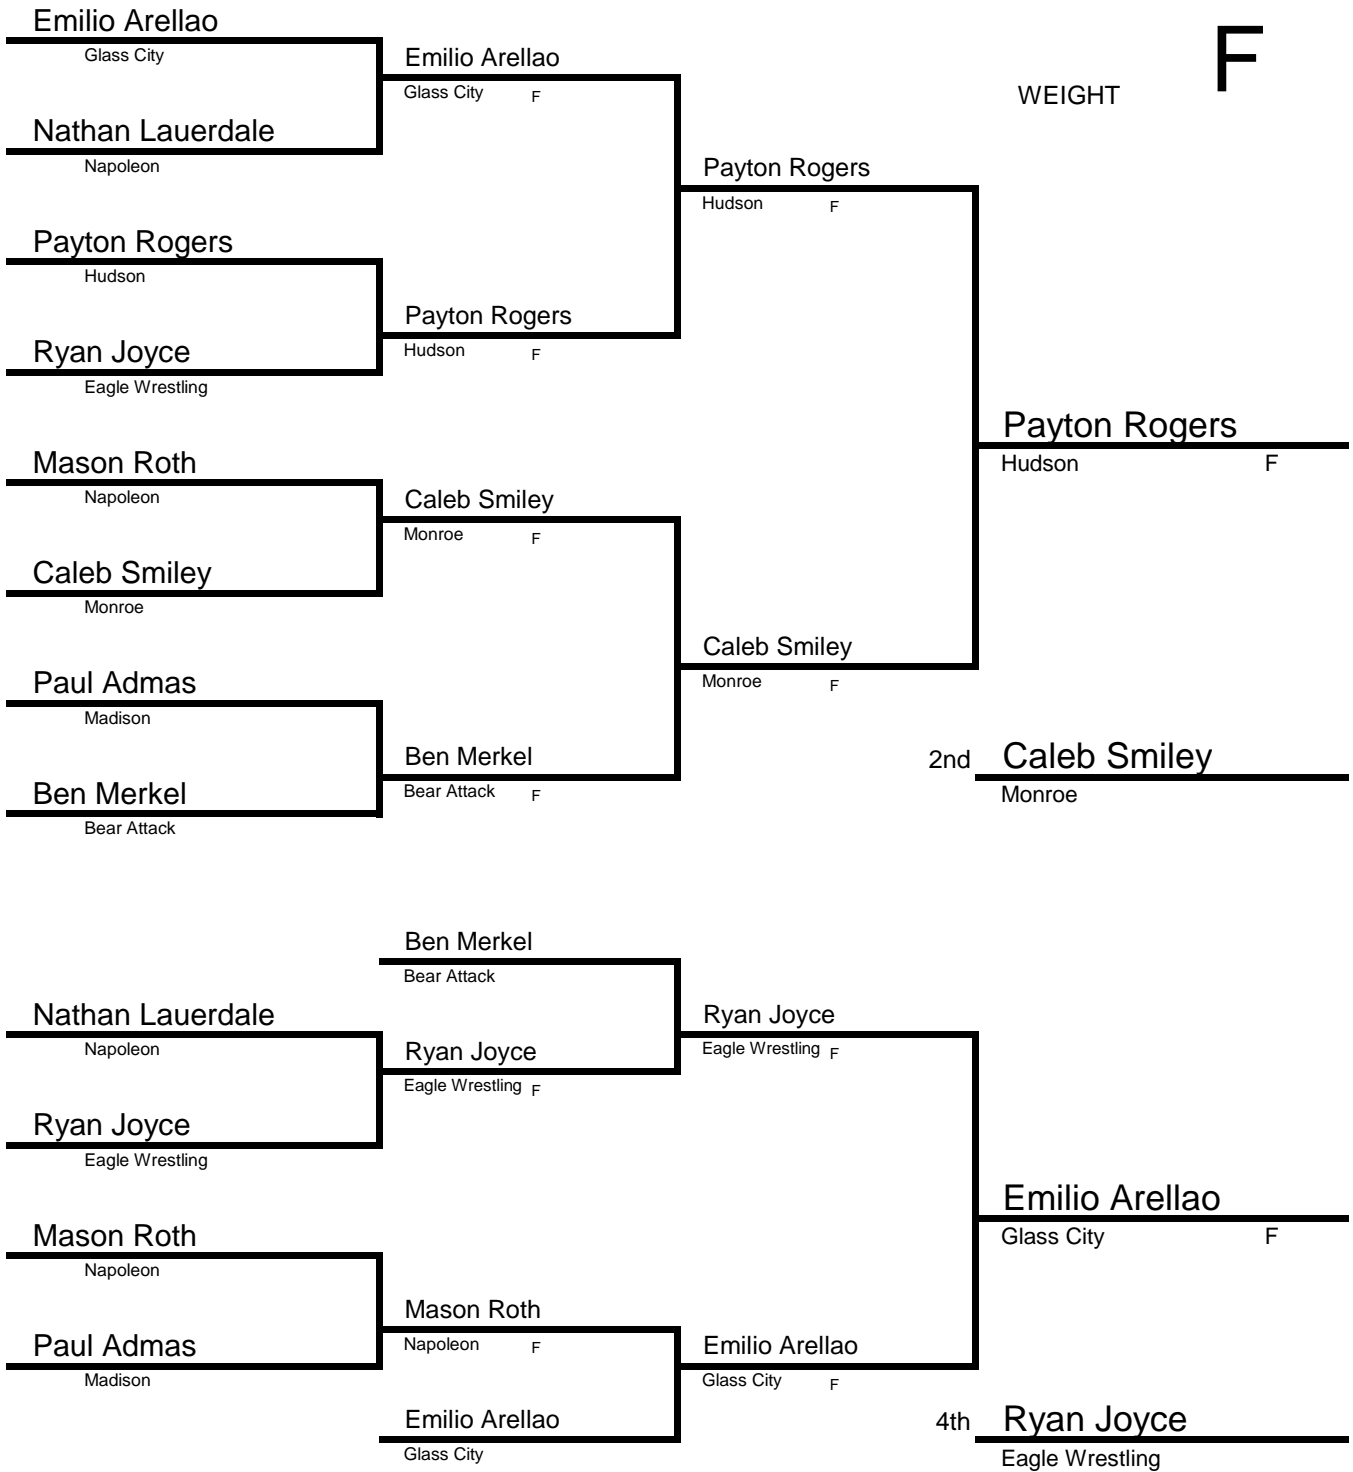 F
WEIGHT
Emilio Arellao
Glass City
Nathan Lauerdale
Napoleon
Payton Rogers
Hudson
Ryan Joyce
Eagle Wrestling
Mason Roth
Napoleon
Caleb Smiley
Monroe
Paul Admas
Madison
Ben Merkel
Bear Attack
Emilio Arellao
Glass City F
Payton Rogers
Hudson F
Caleb Smiley
Monroe F
Ben Merkel
Bear Attack F
Payton Rogers
Hudson F
Caleb Smiley
Monroe F
Payton Rogers
Hudson F
2nd Caleb Smiley
Monroe
Nathan Lauerdale
Napoleon
Ryan Joyce
Eagle Wrestling
Mason Roth
Napoleon
Paul Admas
Madison
Ben Merkel
Bear Attack
Ryan Joyce
Eagle Wrestling F
Mason Roth
Napoleon F
Emilio Arellao
Glass City
Ryan Joyce
Eagle Wrestling F
Emilio Arellao
Glass City F
Emilio Arellao
Glass City F
4th Ryan Joyce
Eagle Wrestling